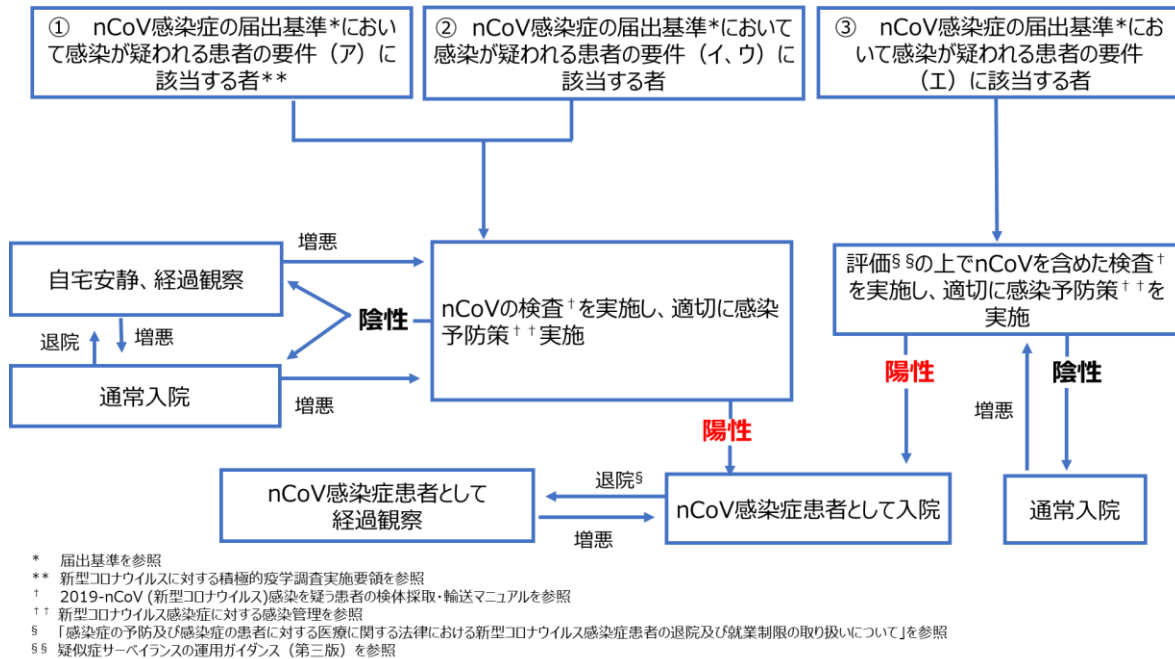 ① nCoV感染症の届出基準*におい
て感染が疑われる患者の要件（ア）に
該当する者**
② nCoV感染症の届出基準*において
感染が疑われる患者の要件（イ、ウ）に
該当する者
③ nCoV感染症の届出基準*にお
いて感染が疑われる患者の要件
（エ）に該当する者
自宅安静、経過観察
増悪
退院
増悪
通常入院
増悪
陰性
nCoVの検査†を実施し、適切に感染
予防策††実施
陽性
評価§§の上でnCoVを含めた検査†
を実施し、適切に感染予防策††を
実施
陽性
陰性
増悪
nCoV感染症患者として
経過観察
退院§
増悪
nCoV感染症患者として入院
通常入院
* 届出基準を参照
** 新型コロナウイルスに対する積極的疫学調査実施要領を参照
† 2019-nCoV (新型コロナウイルス)感染を疑う患者の検体採取・輸送マニュアルを参照
†† 新型コロナウイルス感染症に対する感染管理を参照
§ 「感染症の予防及び感染症の患者に対する医療に関する法律における新型コロナウイルス感染症患者の退院及び就業制限の取り扱いについて」を参照
§§ 疑似症サーベイランスの運用ガイダンス（第三版）を参照